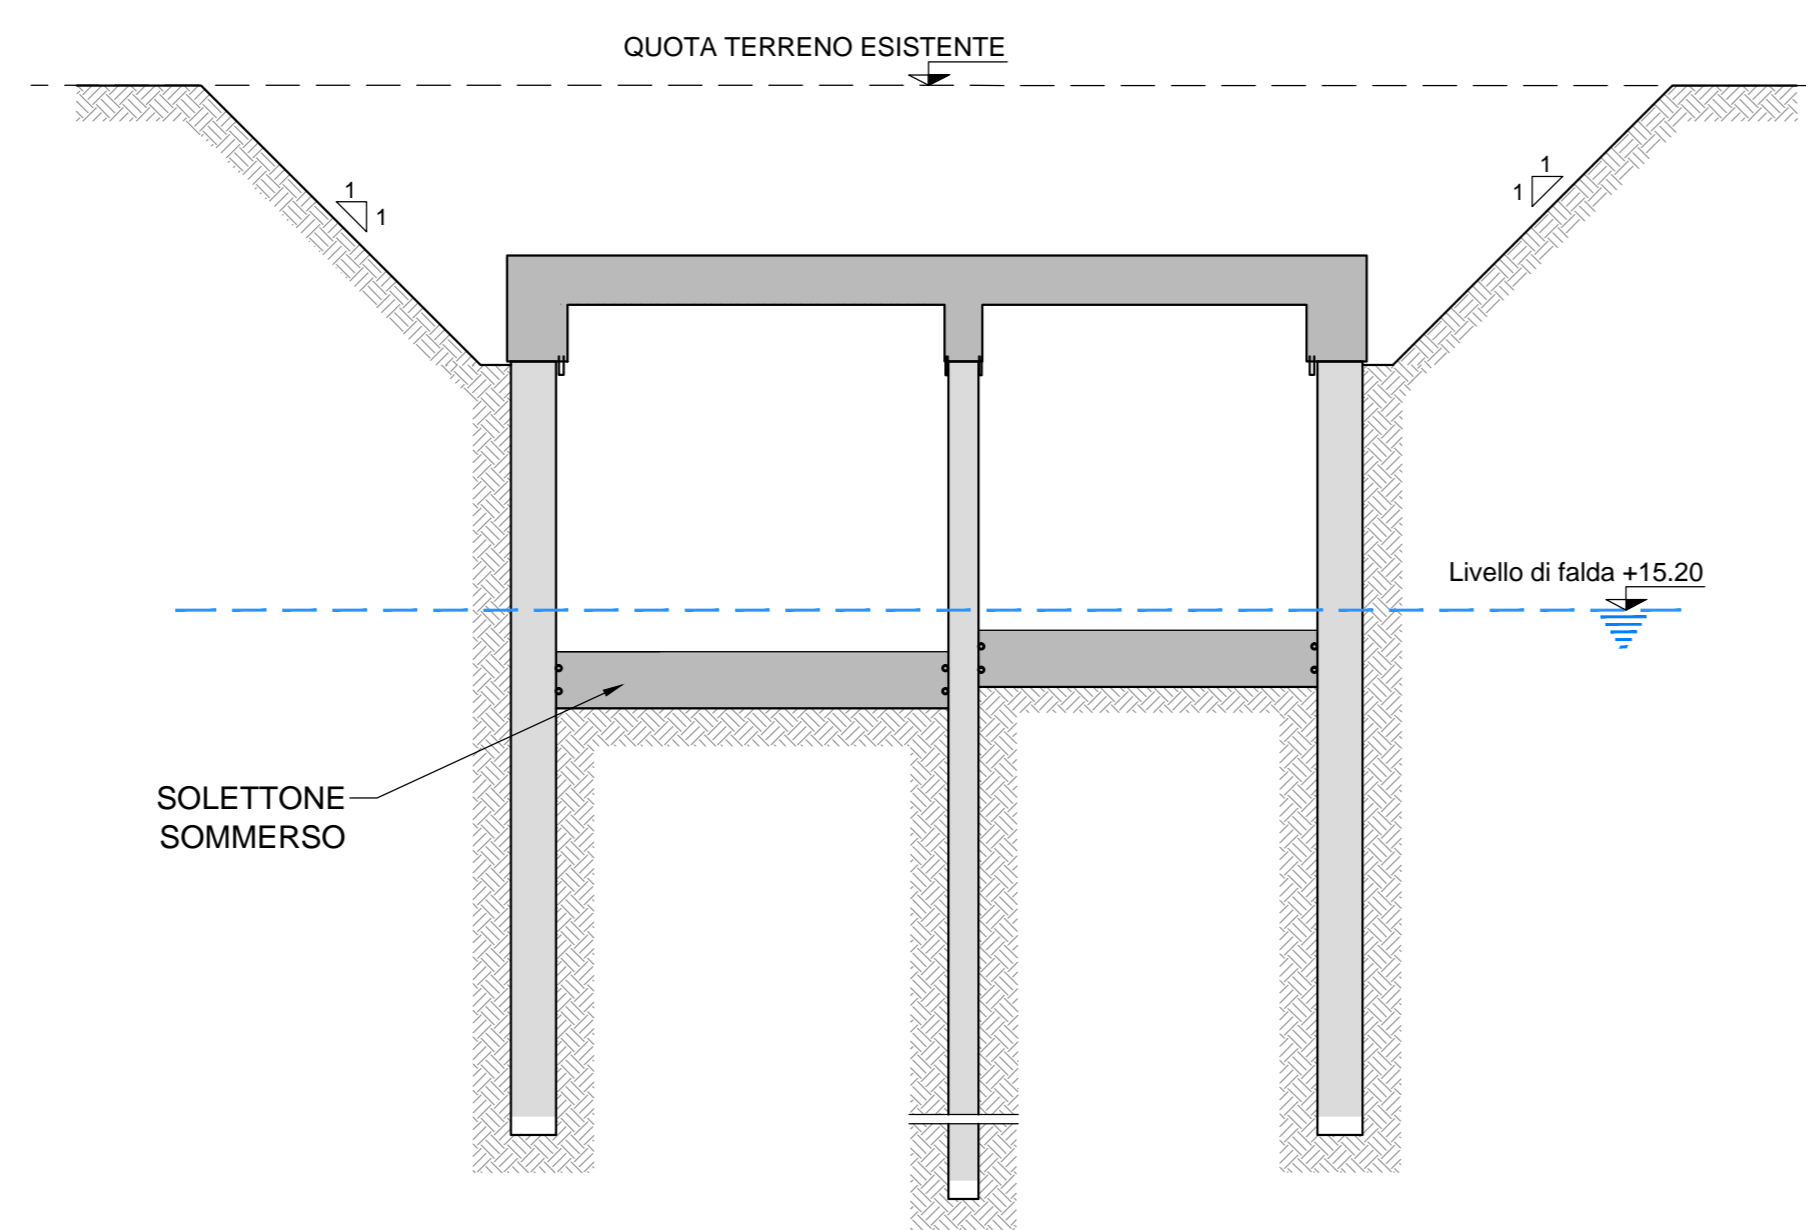 QUOTA TERRENO ESISTENTE
1
1
1
1
Livello di falda +15.20
SOLETTONE
SOMMERSO